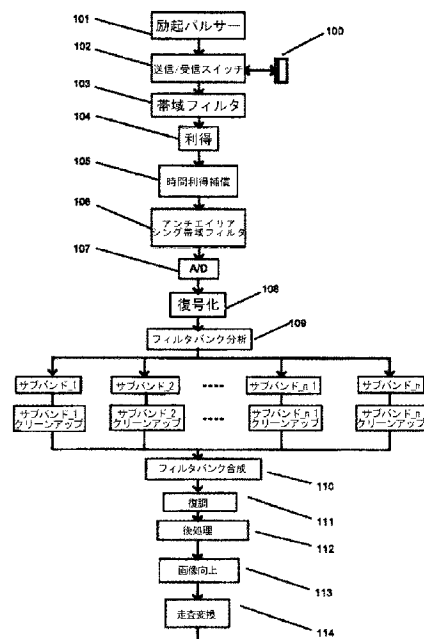 101
励起パルサー
100
102
送信/受信スイッチ
103
帯域フィルタ
104
利得
105
時間利得補償
106
アンチエイリア
シング帯域フィルタ
107
A/D
108
復号化
109
フィルタバンク分析
サブバンド_1
サブバンド_2
サブバンド_n-1
サブバンド_n
サブバンド_1
クリーンアップ
サブバンド_2
クリーンアップ
サブバンド_n-1
クリーンアップ
サブバンド_n
クリーンアップ
フィルタバンク合成
110
復調
111
後処理
112
画像向上
113
走査変換
114